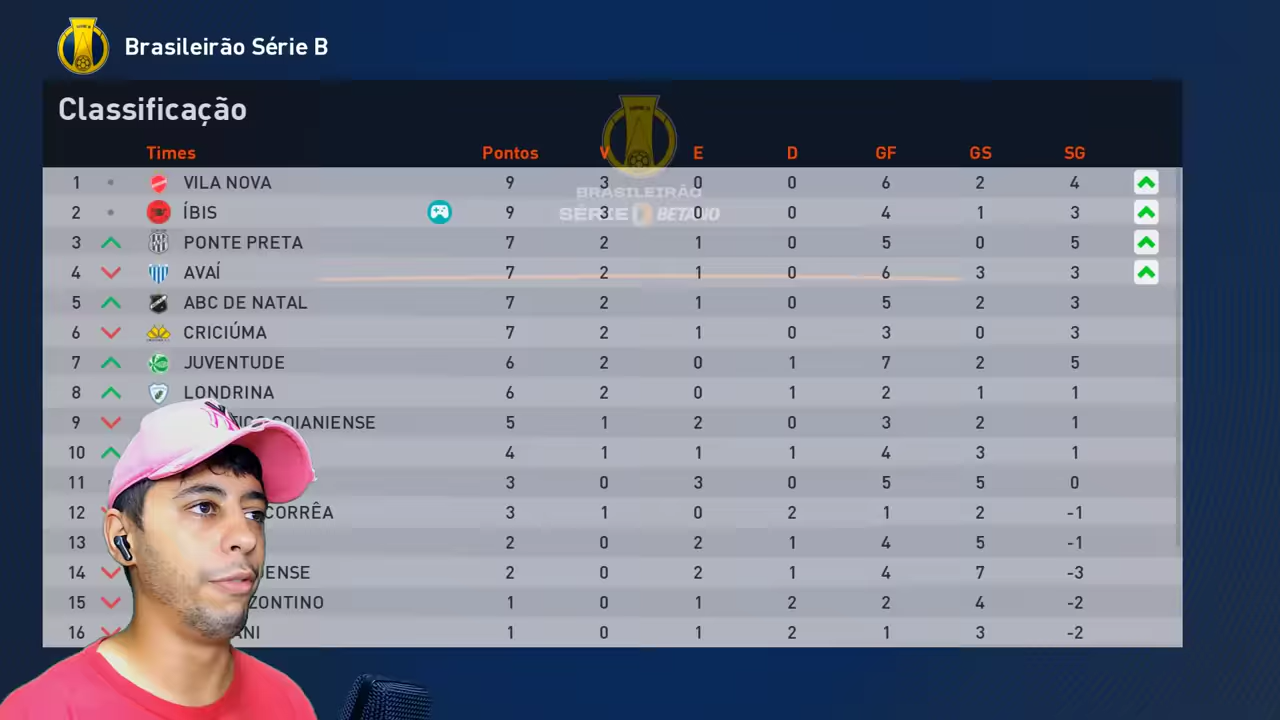 Brasileirão Série B
Classificação
Times Pontos V E D GF GS SG
1 VILA NOVA 9 3 0 0 6 2 4
2 ÍBIS 9 3 0 0 4 1 3
3 PONTE PRETA 7 2 1 0 5 0 5
4 AVAÍ 7 2 1 0 6 3 3
5 ABC DE NATAL 7 2 1 0 5 2 3
6 CRICIÚMA 7 2 1 0 3 0 3
7 JUVENTUDE 6 2 0 1 7 2 5
8 LONDRINA 6 2 0 1 2 1 1
9 GOIANIENSE 5 1 2 0 3 2 1
10 4 1 1 1 4 3 1
11 3 0 3 0 5 5 0
12 CORRÊA 3 1 0 2 1 2 -1
13 2 0 2 1 4 5 -1
14 ENSE 2 0 2 1 4 7 -3
15 ZONTINO 1 0 1 2 2 4 -2
16 ANI 1 0 1 2 1 3 -2
BRASILEIRÃO
SÉRIE B BETANO